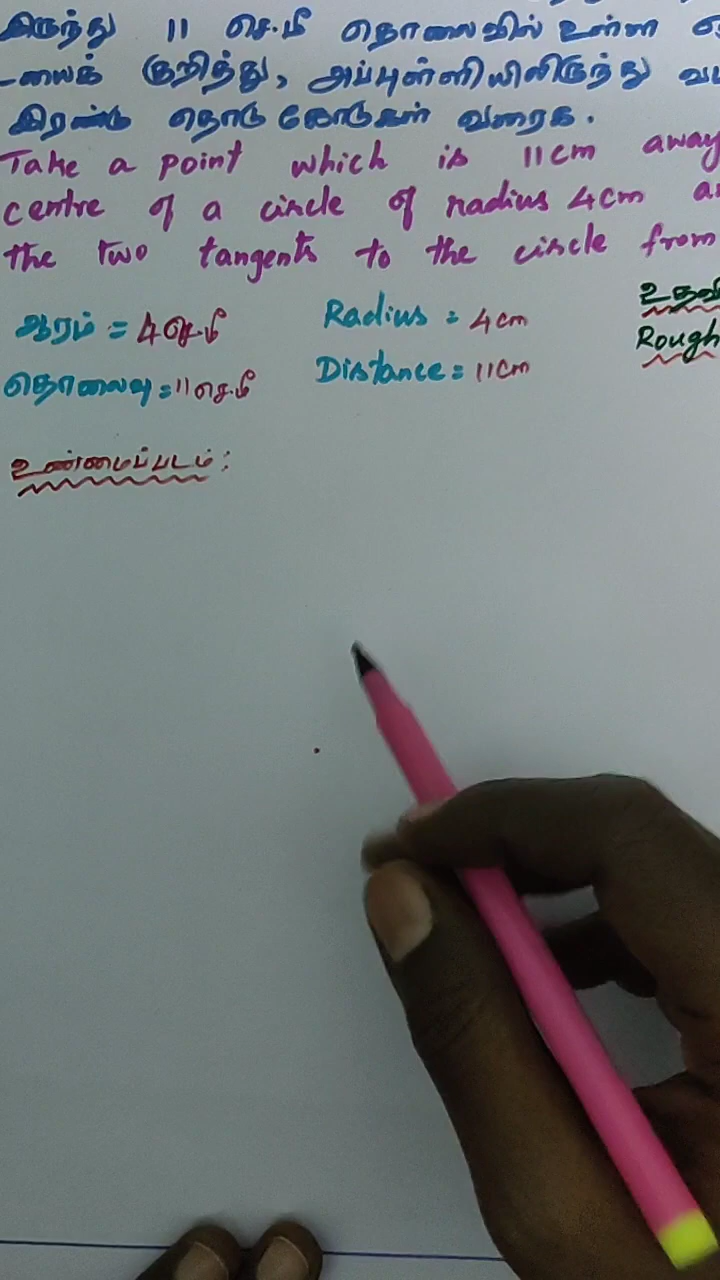 இருந்து 11 செ.மீ தொலைவில் உள்ள
குறித்து, அப்புள்ளியிலிருந்து
இரண்டு தொடு கோடுகள் வரைக.
Take a point which is 11cm away
centre of a circle of radius 4cm
the two tangents to the circle from
ஆரம் = 4செ.மீ Radius = 4cm
Rough
தொலைவு = 11செ.மீ Distance = 11cm
உண்மைப்படம் :